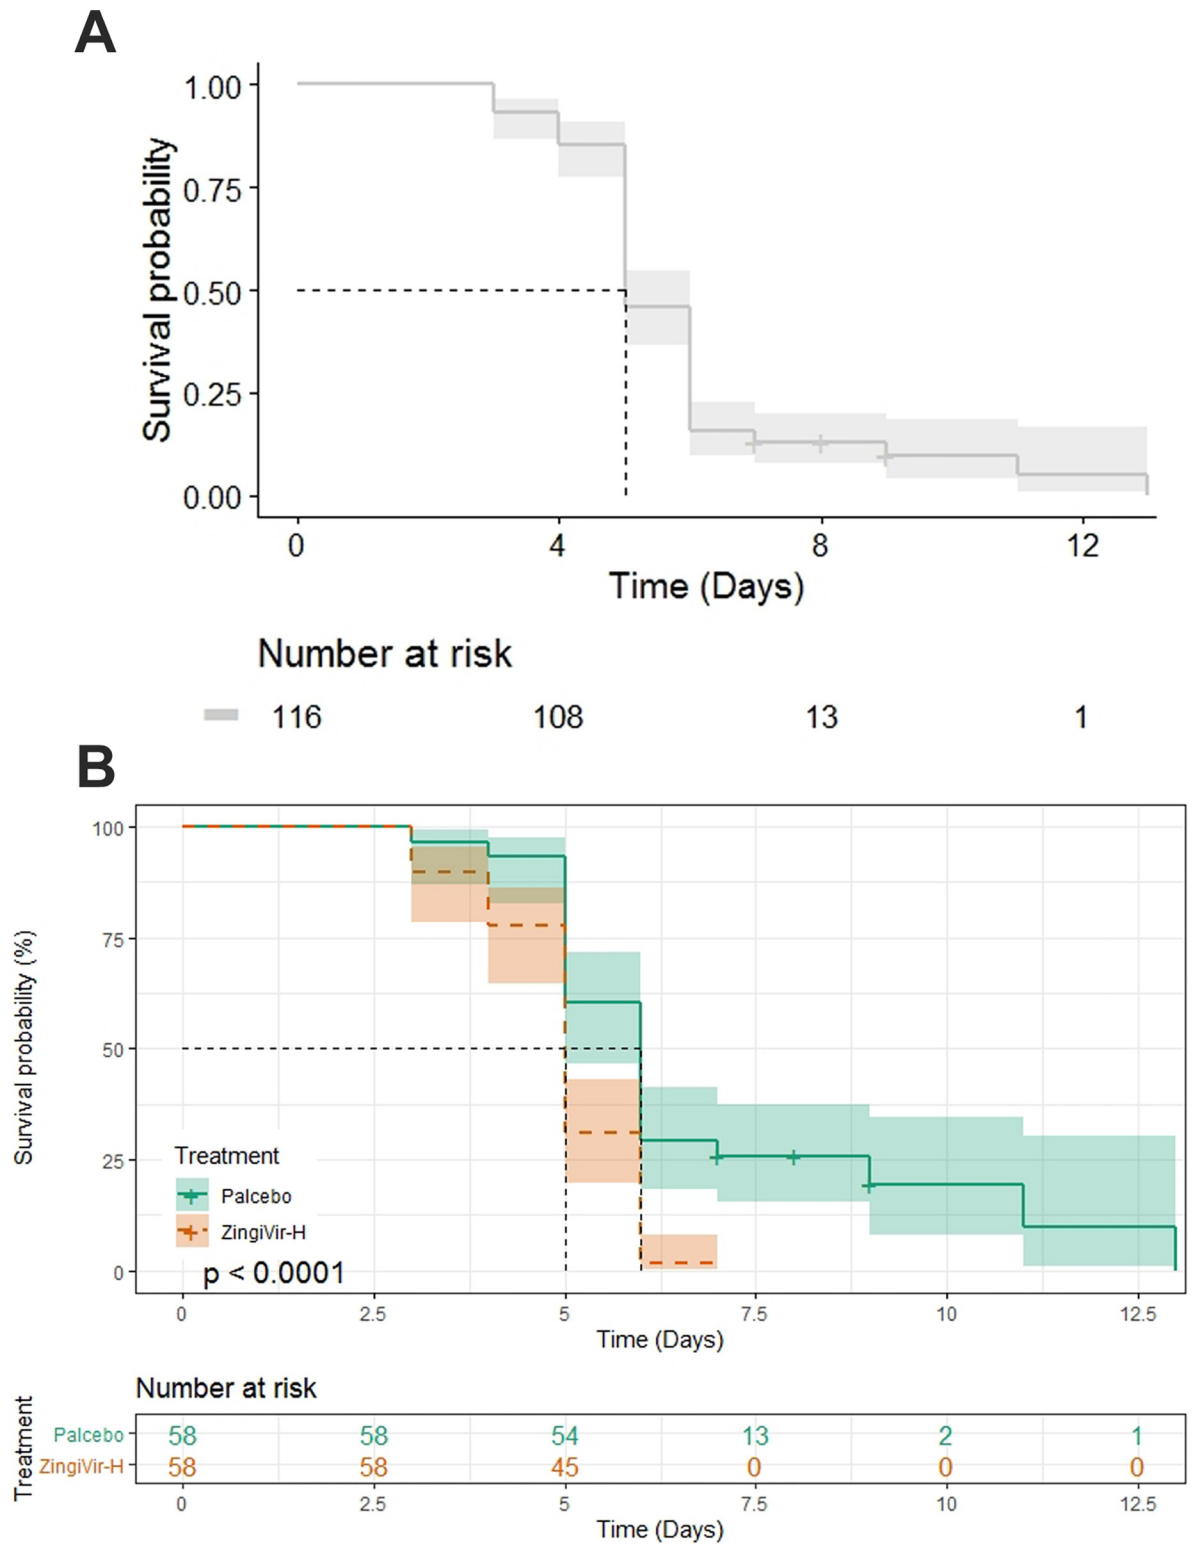 A
Survival probability
1.00
0.75
0.50
0.25
0.00
0 4 8 12
Time (Days)
Number at risk
116 108 13 1
B
Survival probability (%)
100
75
50
25
0
Treatment
Palcebo
ZingiVir-H
p < 0.0001
0 2.5 5 7.5 10 12.5
Time (Days)
Number at risk
Treatment
Palcebo 58 58 54 13 2 1
ZingiVir-H 58 58 45 0 0 0
0 2.5 5 7.5 10 12.5
Time (Days)